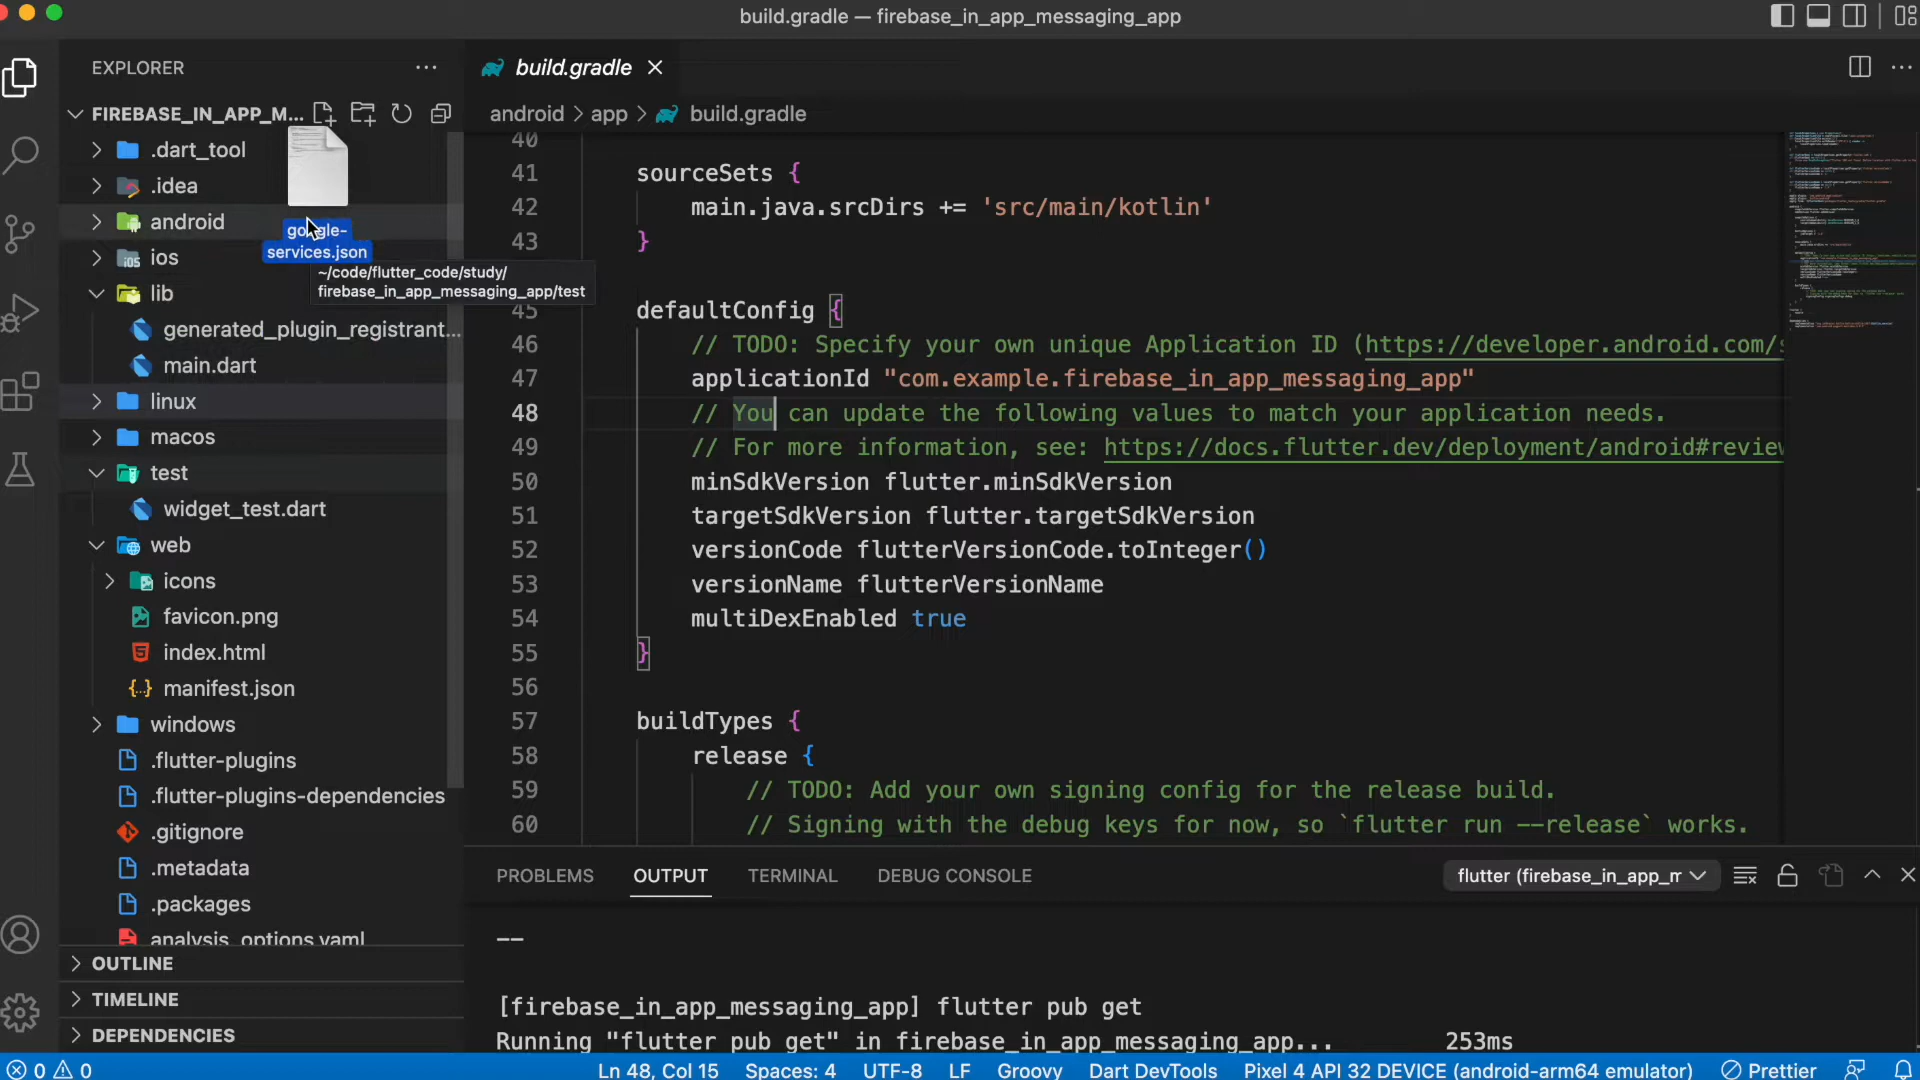 build.gradle — firebase_in_app_messaging_app
EXPLORER
FIREBASE_IN_APP_M...
.dart_tool
.idea
android
ios
lib
generated_plugin_registrant...
main.dart
linux
macos
test
widget_test.dart
web
icons
favicon.png
index.html
manifest.json
windows
.flutter-plugins
.flutter-plugins-dependencies
.gitignore
.metadata
.packages
analysis_options.yaml
OUTLINE
TIMELINE
DEPENDENCIES
google-
services.json
~/code/flutter_code/study/
firebase_in_app_messaging_app/test
build.gradle
android > app > build.gradle
40
41 sourceSets {
42 main.java.srcDirs += 'src/main/kotlin'
43 }
45 defaultConfig {
46 // TODO: Specify your own unique Application ID (https://developer.android.com/s
47 applicationId "com.example.firebase_in_app_messaging_app"
48 // You can update the following values to match your application needs.
49 // For more information, see: https://docs.flutter.dev/deployment/android#review
50 minSdkVersion flutter.minSdkVersion
51 targetSdkVersion flutter.targetSdkVersion
52 versionCode flutterVersionCode.toInteger()
53 versionName flutterVersionName
54 multiDexEnabled true
55 }
56
57 buildTypes {
58 release {
59 // TODO: Add your own signing config for the release build.
60 // Signing with the debug keys for now, so `flutter run --release` works.
PROBLEMS OUTPUT TERMINAL DEBUG CONSOLE
flutter (firebase_in_app_m
--
[firebase_in_app_messaging_app] flutter pub get
Running "flutter pub get" in firebase_in_app_messaging_app... 253ms
0 0 Ln 48, Col 15 Spaces: 4 UTF-8 LF Groovy Dart DevTools Pixel 4 API 32 DEVICE (android-arm64 emulator) Prettier